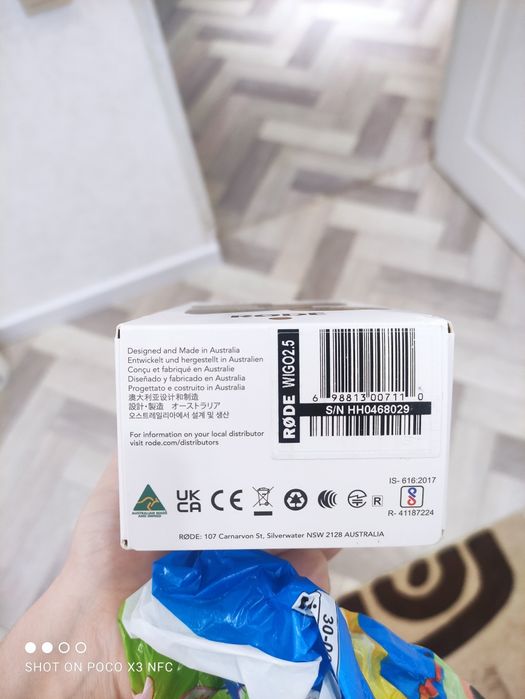 RØDE
Designed and Made in Australia
Entwickelt und hergestellt in Australien
Conçu et fabriqué en Australie
Diseñado y fabricado en Australia
Progettato e costruito in Australia
澳大利亚设计和制造
設計・製造 オーストラリア
오스트레일리아에서 설계 및 생산
For information on your local distributor
visit rode.com/distributors
RØDE WIGO2.5
6 98813 00711 0
S/N HH0468029
AUSTRALIAN MADE
AND OWNED
UK
CA
CE
R
IS- 616:2017
R- 41187224
RØDE: 107 Carnarvon St, Silverwater NSW 2128 AUSTRALIA
SHOT ON POCO X3 NFC